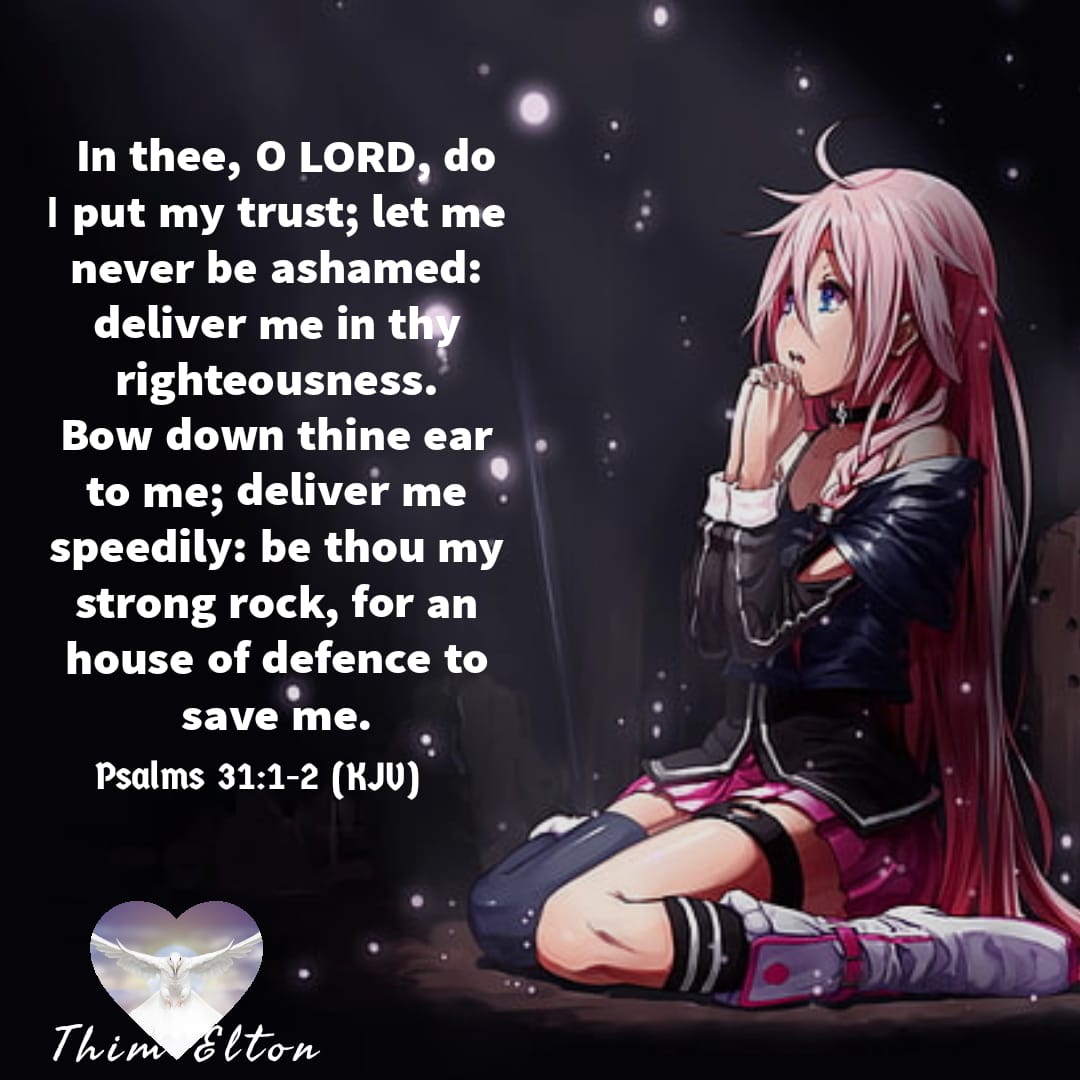 In thee, O LORD, do
I put my trust; let me
never be ashamed:
deliver me in thy
righteousness.
Bow down thine ear
to me; deliver me
speedily: be thou my
strong rock, for an
house of defence to
save me.
Psalms 31:1-2 (KJV)
Thim Elton